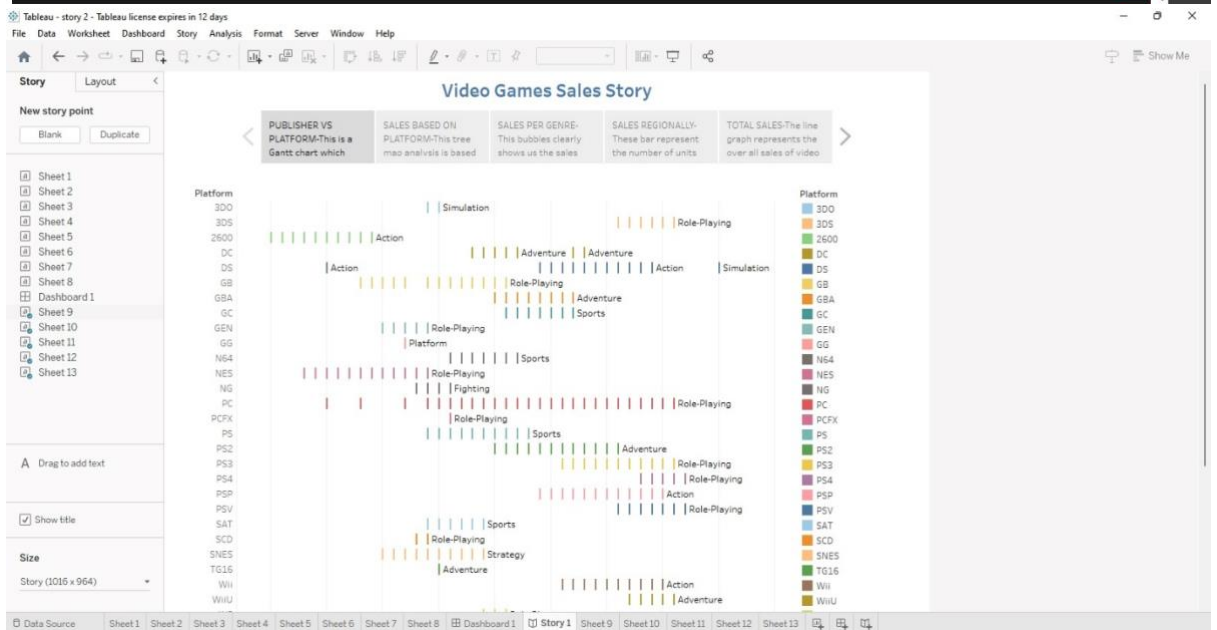 Tableau - story 2 - Tableau license expires in 12 days
File Data Worksheet Dashboard Story Analysis Format Server Window Help
Show Me
Story Layout
New story point
Blank Duplicate
Sheet 1
Sheet 2
Sheet 3
Sheet 4
Sheet 5
Sheet 6
Sheet 7
Sheet 8
Dashboard 1
Sheet 9
Sheet 10
Sheet 11
Sheet 12
Sheet 13
A Drag to add text
Show title
Size
Story (1016 x 964)
Video Games Sales Story
PUBLISHER VS
PLATFORM-This is a
Gantt chart which
SALES BASED ON
PLATFORM-This tree
map analysis is based
SALES PER GENRE-
This bubbles clearly
shows us the sales
SALES REGIONALLY-
These bar represent
the number of units
TOTAL SALES-The line
graph represents the
over all sales of video
Platform
3DO Simulation
3DS Role-Playing
2600 Action
DC Adventure Adventure
DS Action Action Simulation
GB Role-Playing
GBA Adventure
GC Sports
GEN Role-Playing
GG Platform
N64 Sports
NES Role-Playing
NG Fighting
PC Role-Playing
PCFX Role-Playing
PS Sports
PS2 Adventure
PS3 Role-Playing
PS4 Role-Playing
PSP Action
PSV Role-Playing
SAT Sports
SCD Role-Playing
SNES Strategy
TG16 Adventure
Wii Action
WiiU Adventure
Platform
3DO
3DS
2600
DC
DS
GB
GBA
GC
GEN
GG
N64
NES
NG
PC
PCFX
PS
PS2
PS3
PS4
PSP
PSV
SAT
SCD
SNES
TG16
Wii
WiiU
Data Source Sheet 1 Sheet 2 Sheet 3 Sheet 4 Sheet 5 Sheet 6 Sheet 7 Sheet 8 Dashboard 1 Story 1 Sheet 9 Sheet 10 Sheet 11 Sheet 12 Sheet 13